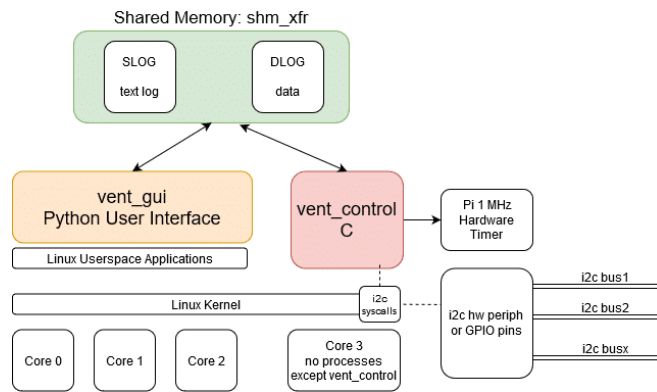 Shared Memory: shm_xfr
SLOG
text log
DLOG
data
vent_gui
Python User Interface
vent_control
C
Pi 1 MHz
Hardware
Timer
Linux Userspace Applications
Linux Kernel
i2c
syscalls
i2c hw periph
or GPIO pins
i2c bus1
i2c bus2
i2c busx
Core 0
Core 1
Core 2
Core 3
no processes
except vent_control